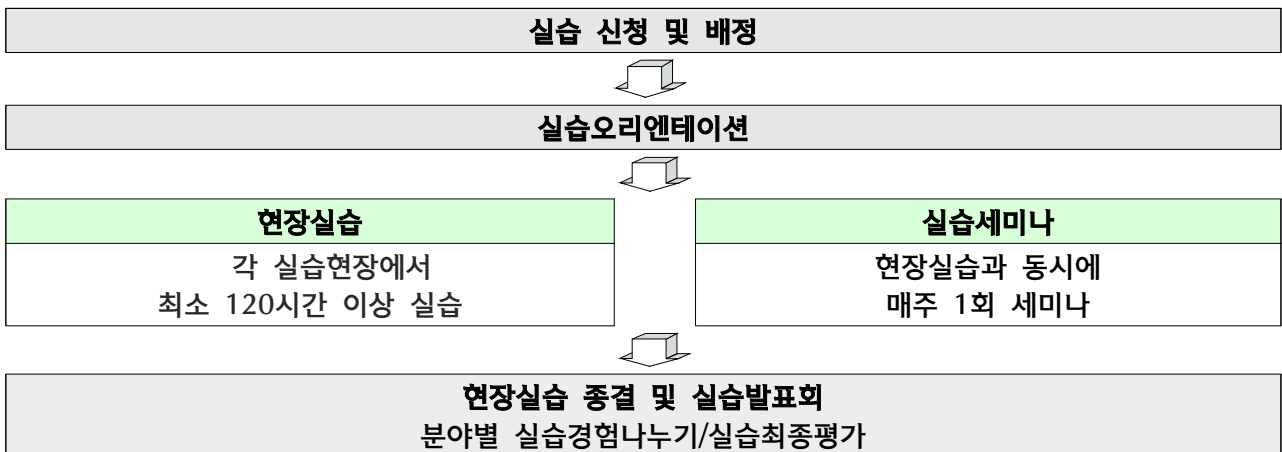 실습 신청 및 배정
실습오리엔테이션
현장실습
각 실습현장에서
최소 120시간 이상 실습
실습세미나
현장실습과 동시에
매주 1회 세미나
현장실습 종결 및 실습발표회
분야별 실습경험나누기/실습최종평가